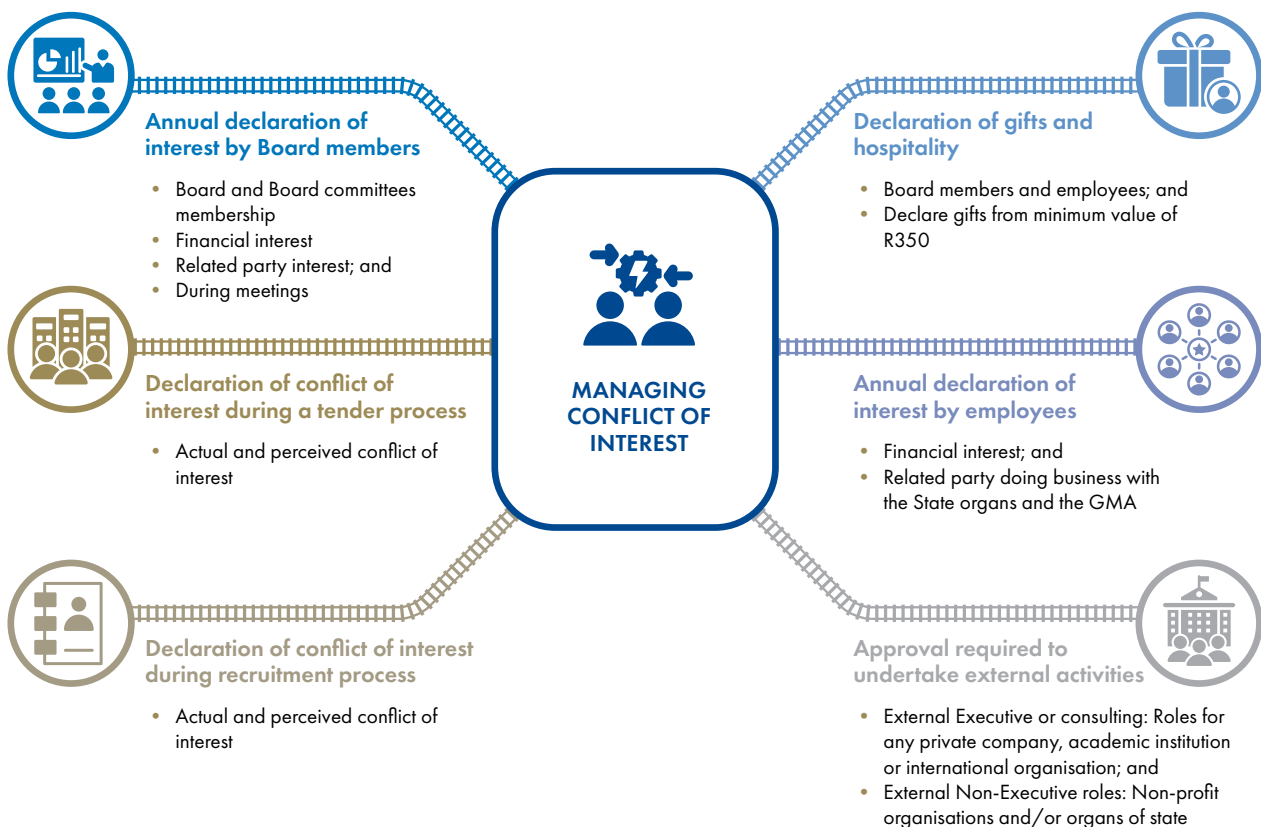 Annual declaration of
interest by Board members
• Board and Board committees
membership
• Financial interest
• Related party interest; and
• During meetings
Declaration of conflict of
interest during a tender process
• Actual and perceived conflict of
interest
Declaration of conflict of interest
during recruitment process
• Actual and perceived conflict of
interest
MANAGING
CONFLICT OF
INTEREST
Declaration of gifts and
hospitality
• Board members and employees; and
• Declare gifts from minimum value of
R350
Annual declaration of
interest by employees
• Financial interest; and
• Related party doing business with
the State organs and the GMA
Approval required to
undertake external activities
• External Executive or consulting: Roles for
any private company, academic institution
or international organisation; and
• External Non-Executive roles: Non-profit
organisations and/or organs of state